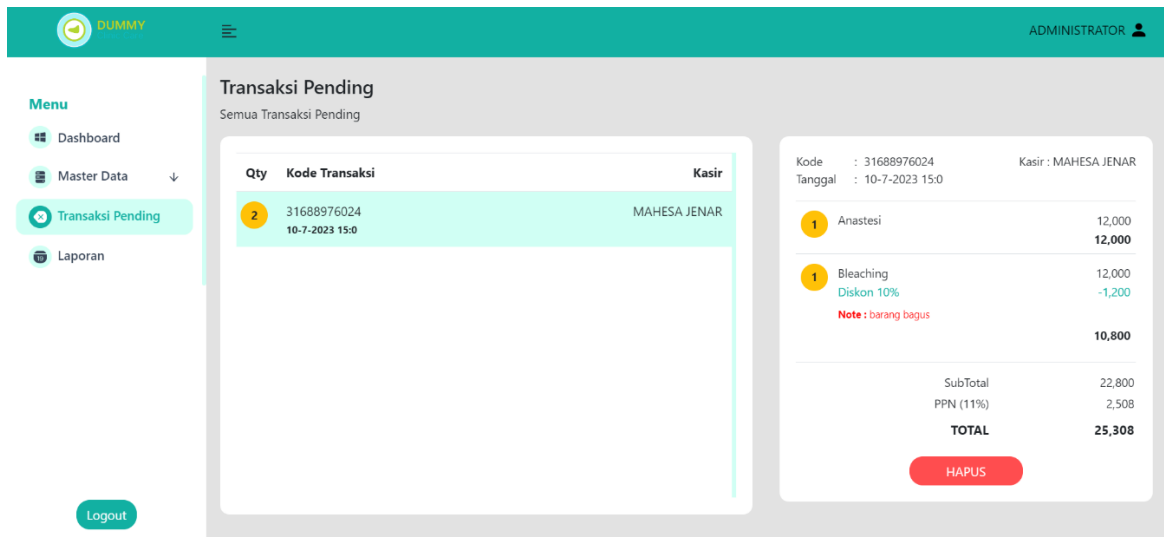 DUMMY
ADMINISTRATOR
Menu
Dashboard
Master Data
Transaksi Pending
19
Laporan
Logout
Transaksi Pending
Semua Transaksi Pending
Qty Kode Transaksi Kasir
2 31688976024 MAHESA JENAR
10-7-2023 15:0
Kode : 31688976024 Kasir : MAHESA JENAR
Tanggal : 10-7-2023 15:0
1 Anastesi 12,000
12,000
1 Bleaching 12,000
Diskon 10% -1,200
Note : barang bagus
10,800
SubTotal 22,800
PPN (11%) 2,508
TOTAL 25,308
HAPUS